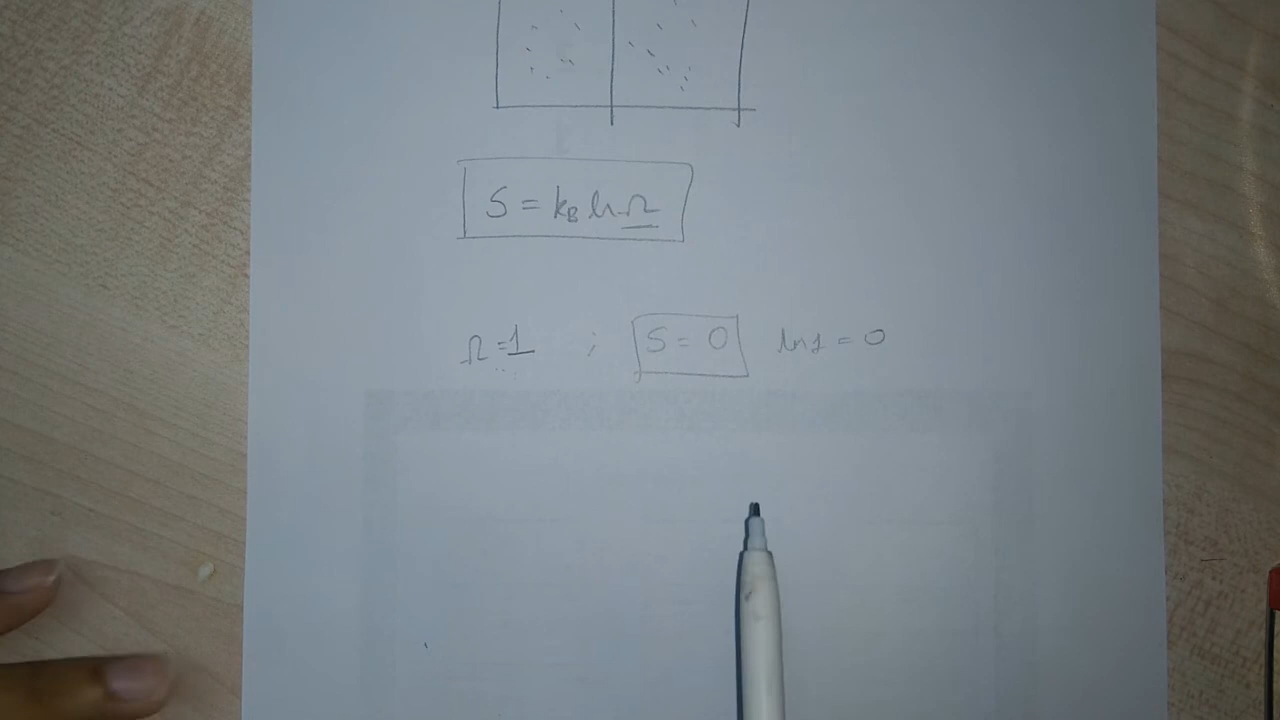 S = k_B ln Ω
Ω = 1 ; S = 0 ln 1 = 0